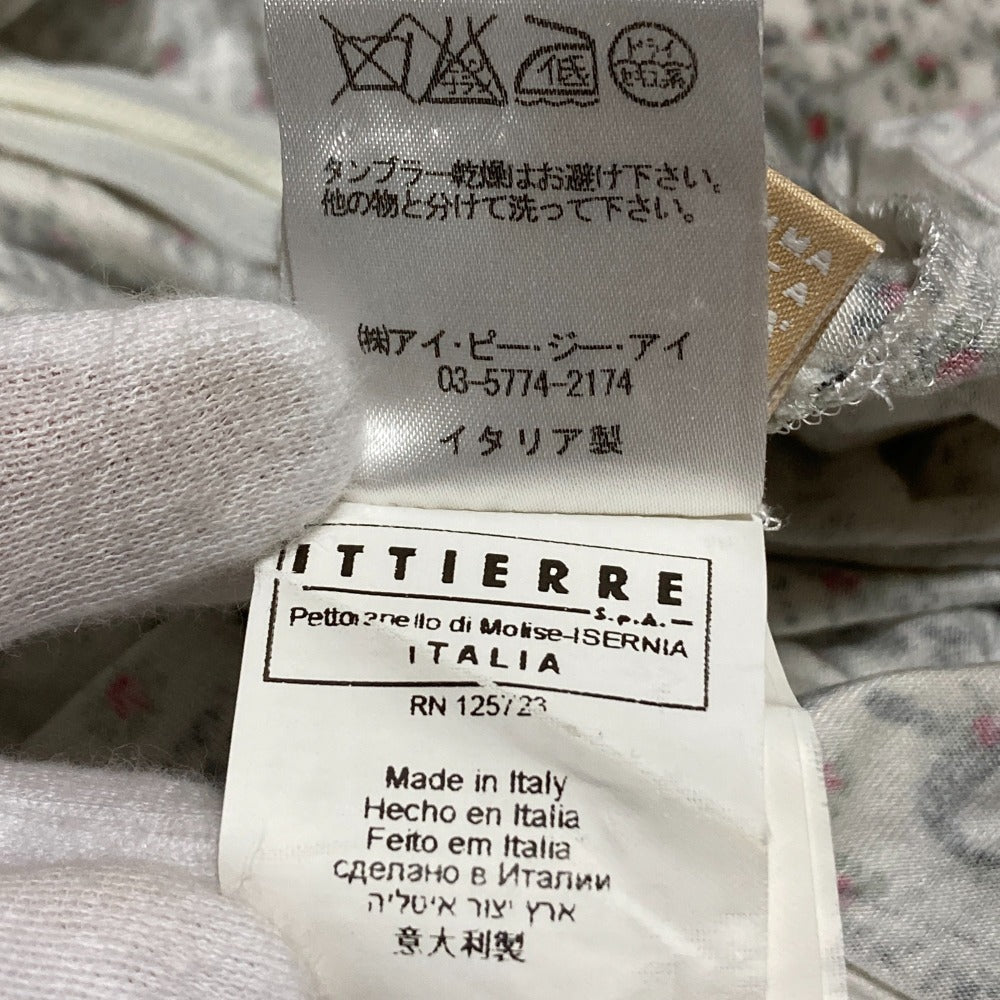 低
ドライ
セキユ系
タンブラー乾燥はお避け下さい。
他の物と分けて洗って下さい。
㈱アイ・ピー・ジー・アイ
03-5774-2174
イタリア製
ITTIERRE
S.p.A.
Pettoranello di Molise-ISERNIA
ITALIA
RN 125723
Made in Italy
Hecho en Italia
Feito em Italia
сделано в Италии
ארץ יצור איטליה
意大利製